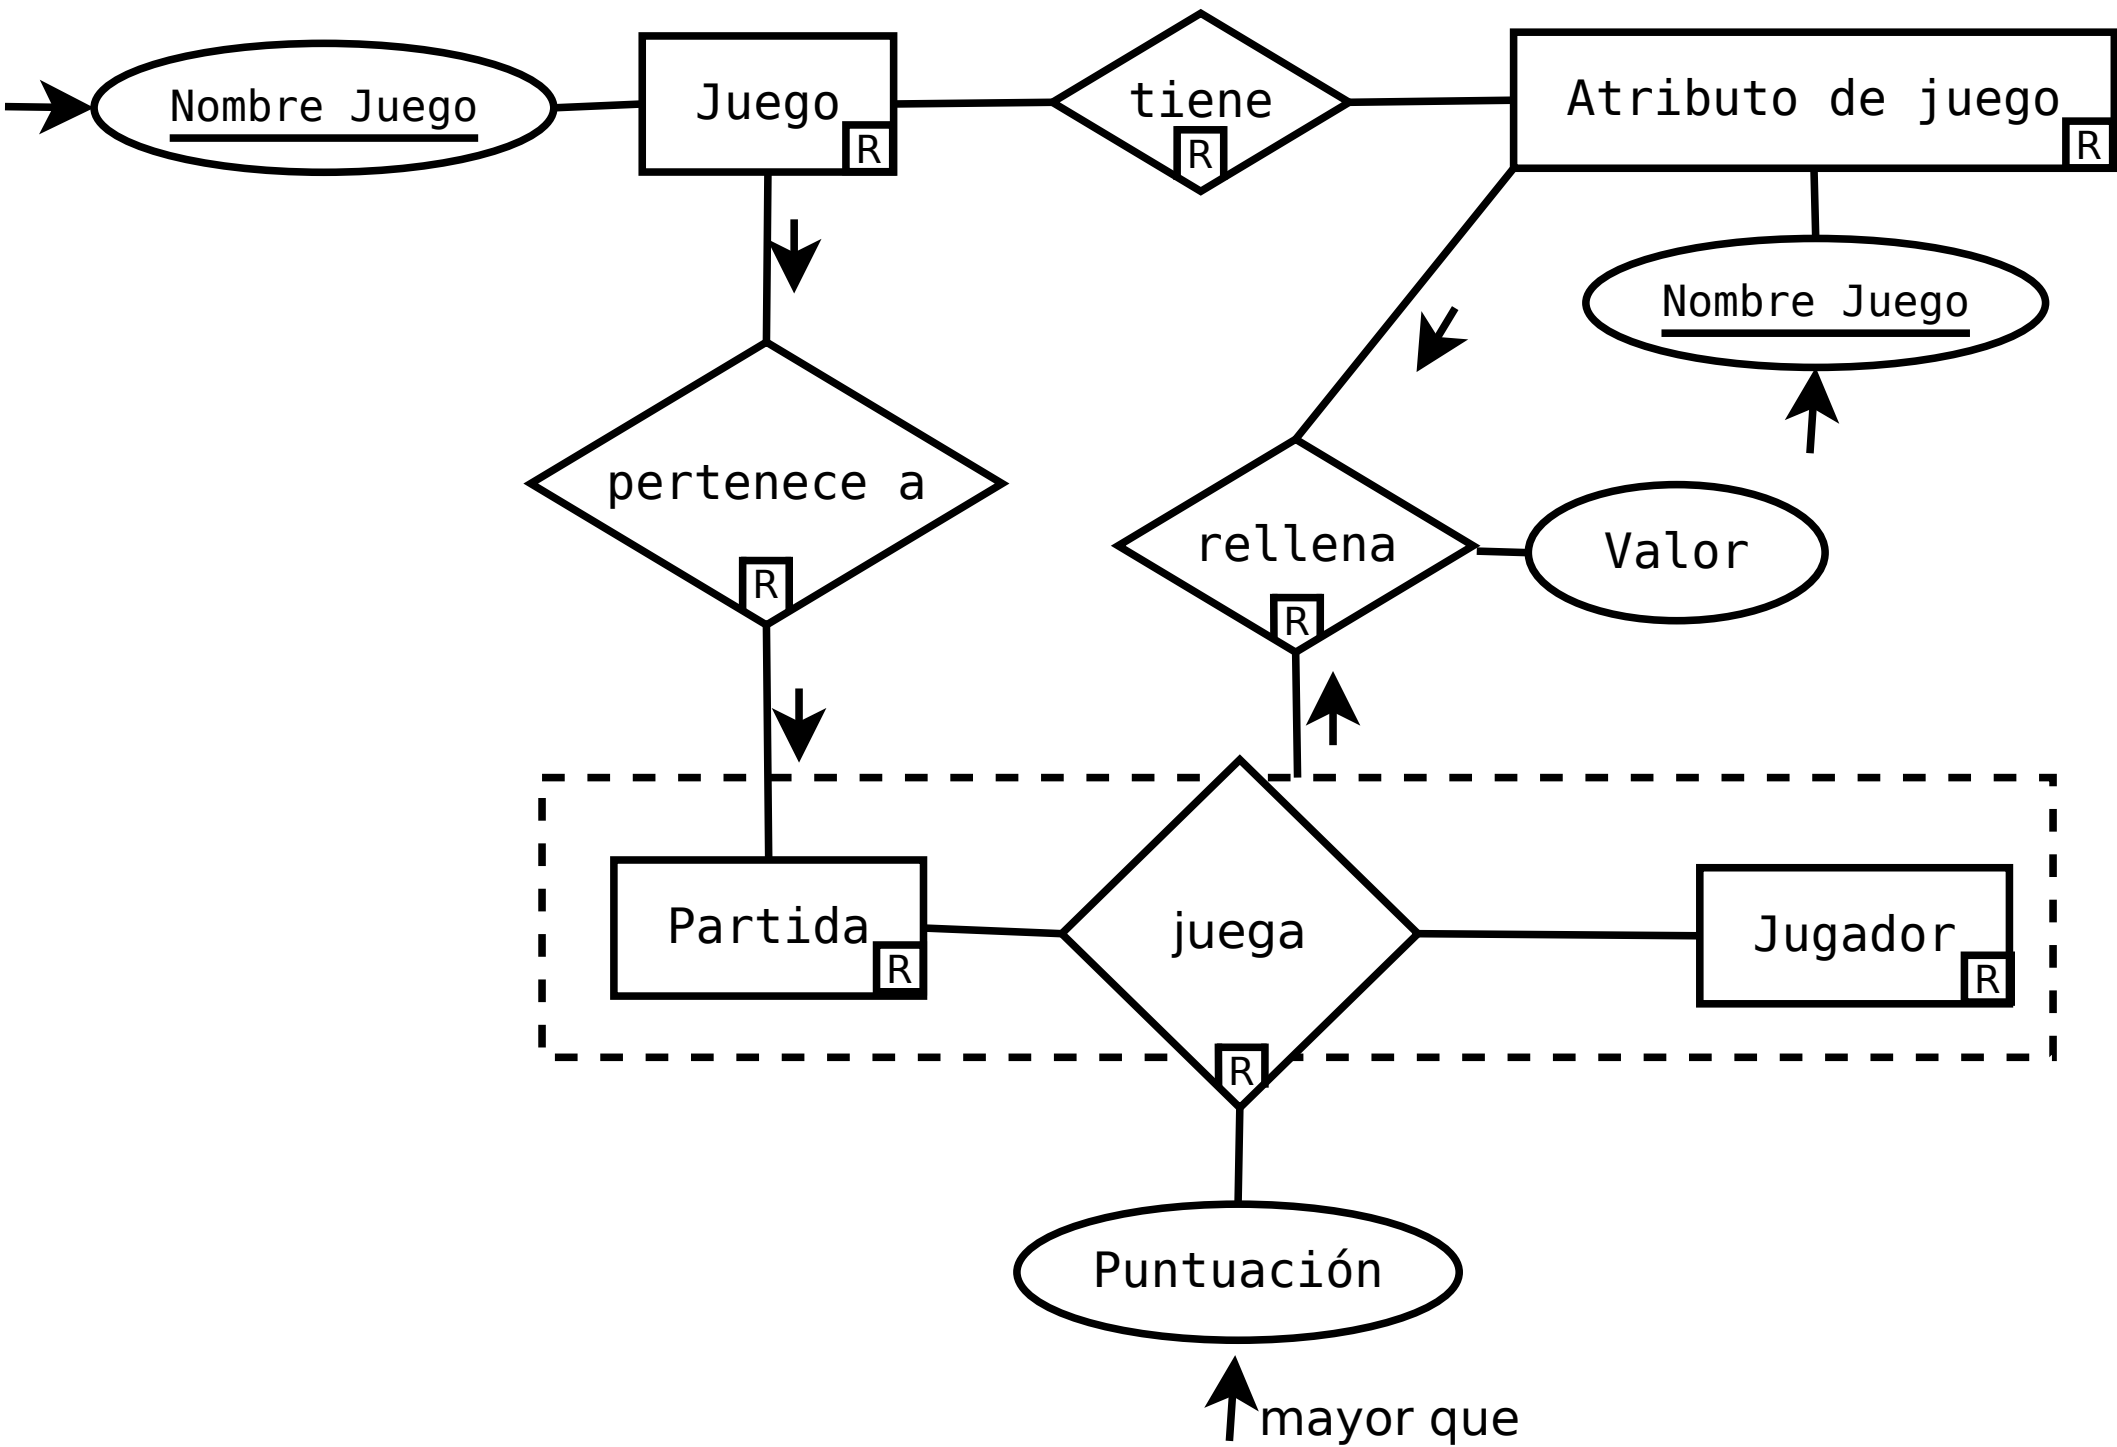 Nombre Juego
Juego
R
tiene
R
Atributo de juego
R
Nombre Juego
pertenece a
R
rellena
R
Valor
Partida
R
juega
R
Jugador
R
Puntuación
mayor que